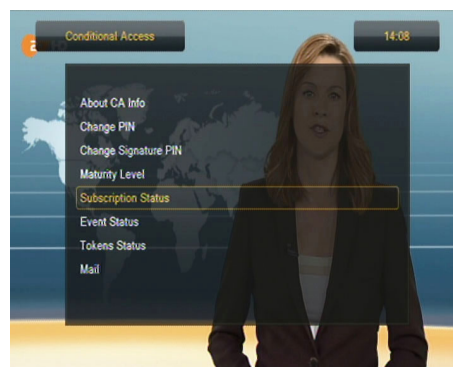 Conditional Access
14:08
About CA Info
Change PIN
Change Signature PIN
Maturity Level
Subscription Status
Event Status
Tokens Status
Mail